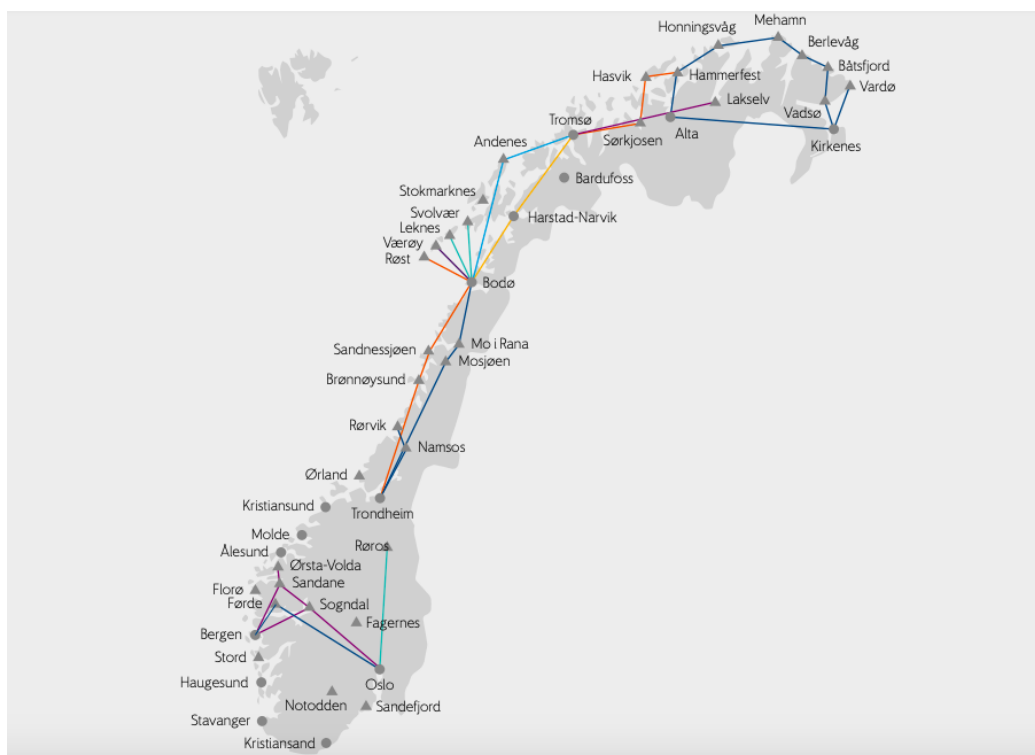 Mehamn
Honningsvåg
Berlevåg
Båtsfjord
Hasvik
Hammerfest
Vardø
Lakselv
Vadsø
Tromsø
Sørkjosen
Alta
Kirkenes
Andenes
Bardufoss
Stokmarknes
Svolvær
Harstad-Narvik
Leknes
Værøy
Røst
Bodø
Sandnessjøen
Mo i Rana
Mosjøen
Brønnøysund
Rørvik
Namsos
Ørland
Kristiansund
Trondheim
Molde
Røros
Ålesund
Ørsta-Volda
Sandane
Florø
Førde
Sogndal
Fagernes
Bergen
Stord
Oslo
Haugesund
Notodden
Sandefjord
Stavanger
Kristiansand